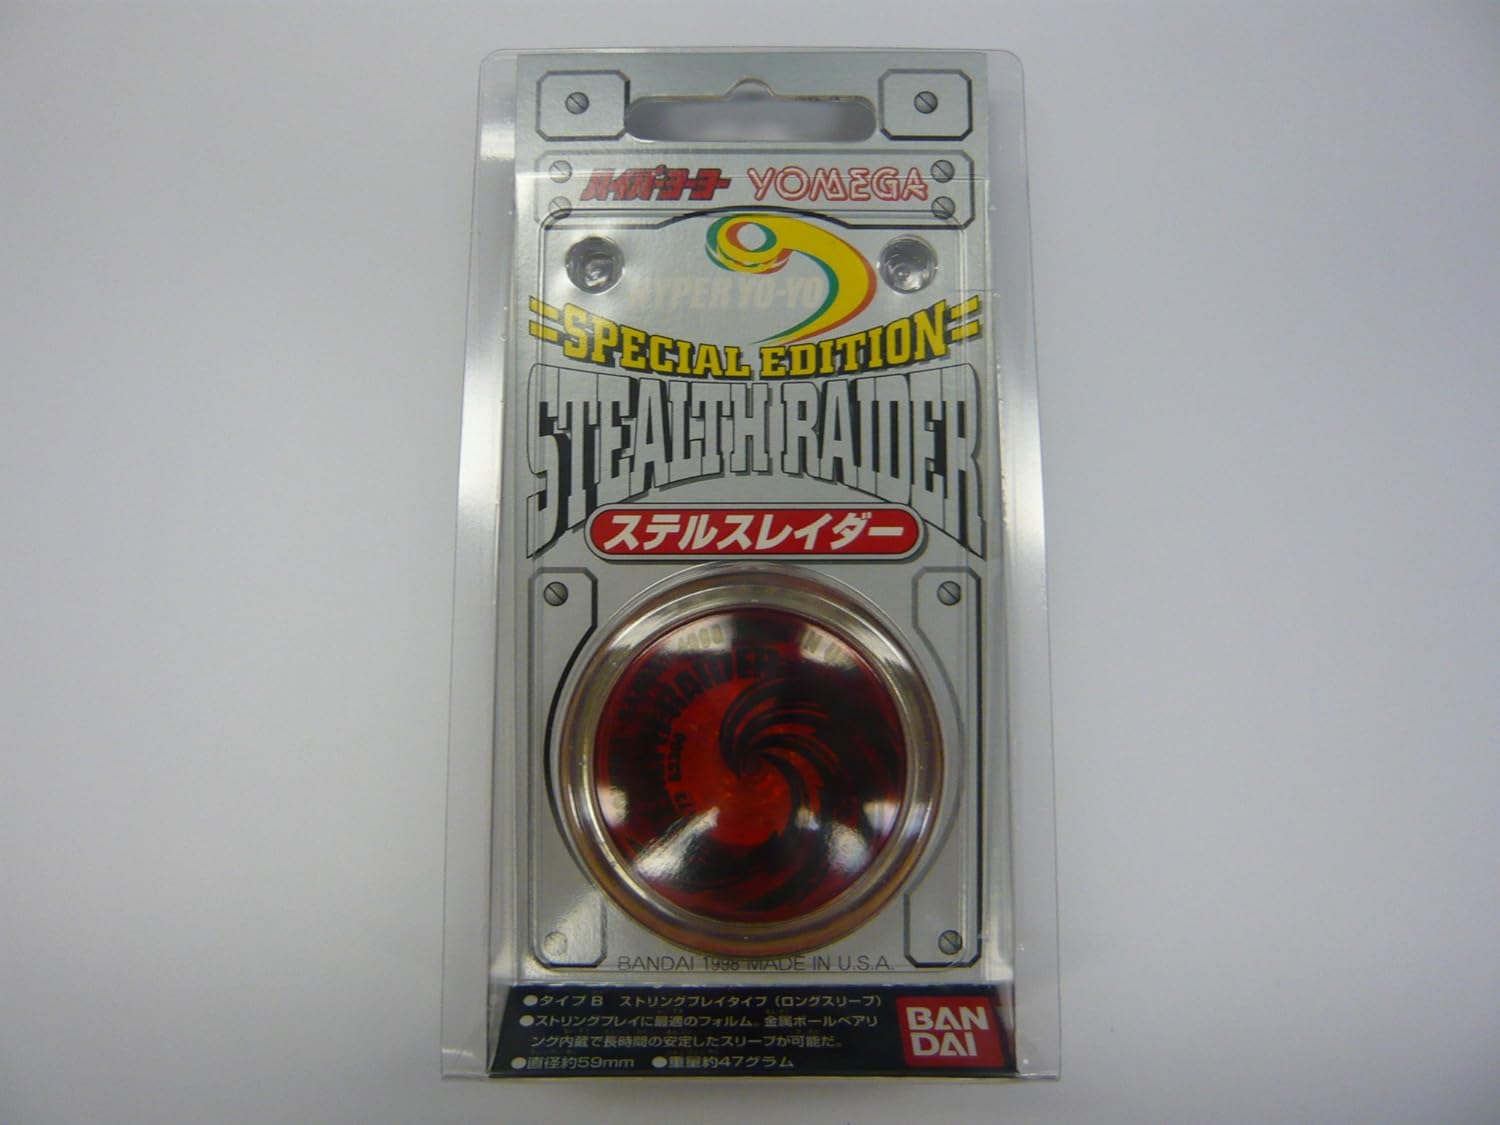 ハイパーヨーヨー YOMEGA
HYPER YO-YO
SPECIAL EDITION
STEALTH RAIDER
ステルスレイダー
1998
RAIDER
BANDAI 1998 MADE IN U.S.A.
●タイプB ストリングプレイタイプ（ロングスリープ）
●ストリングプレイに最適のフォルム。金属ボールベアリ
ング内蔵で長時間の安定したスリープが可能だ。
●直径約59mm ●重量約47グラム
BAN
DAI